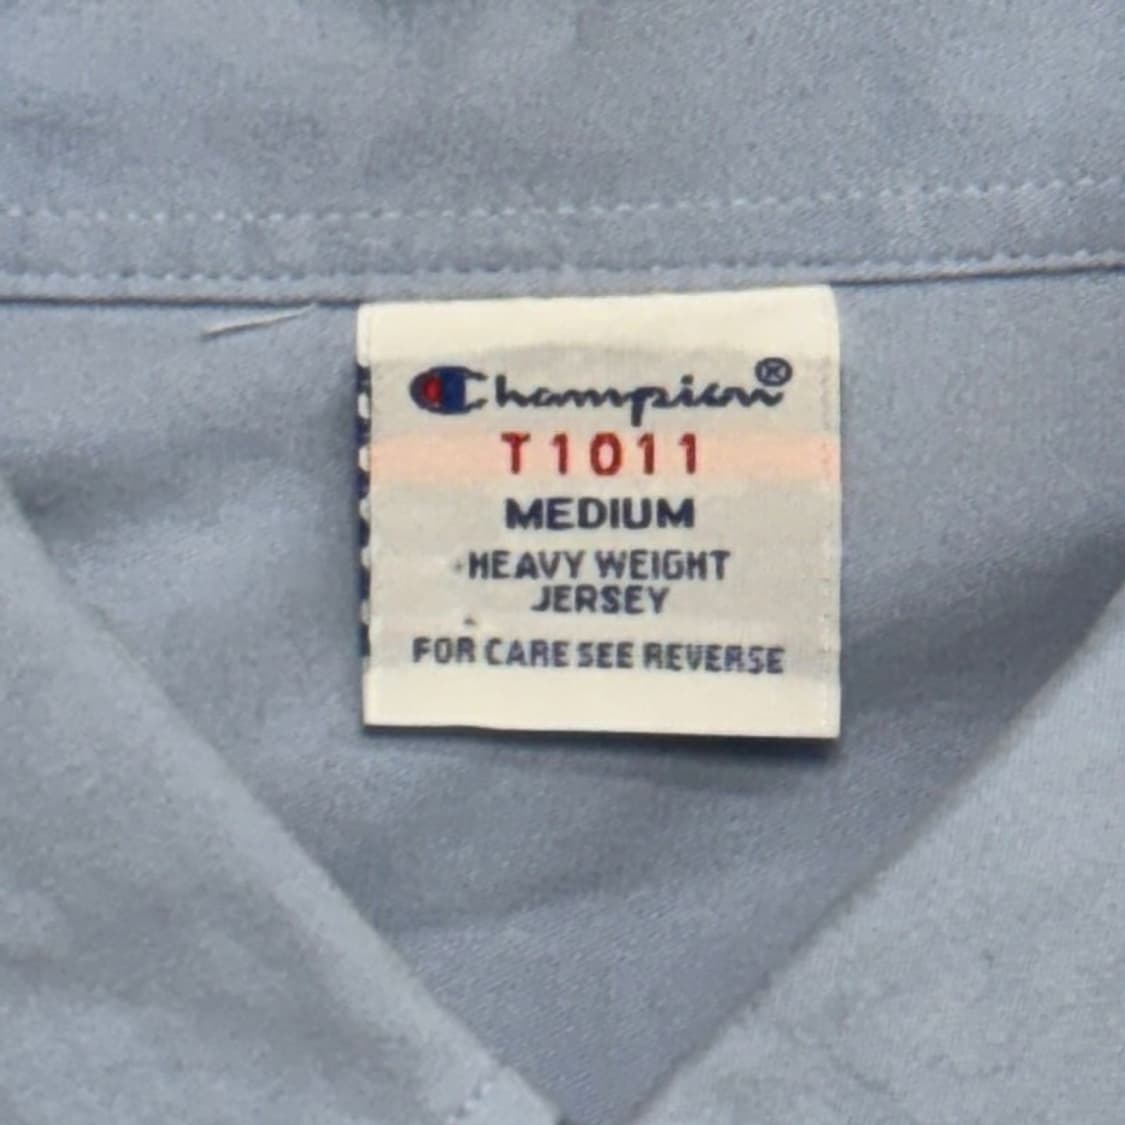 Champion®
T1011
MEDIUM
HEAVY WEIGHT
JERSEY
FOR CARE SEE REVERSE